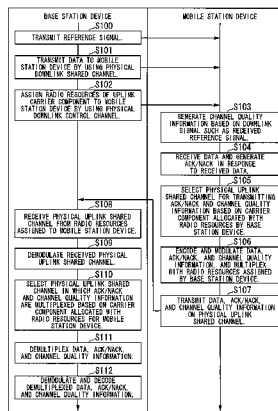 BASE STATION DEVICE
MOBILE STATION DEVICE
S100
TRANSMIT REFERENCE SIGNAL.
S101
TRANSMIT DATA TO MOBILE
STATION DEVICE BY USING PHYSICAL
DOWNLINK SHARED CHANNEL.
S102
ASSIGN RADIO RESOURCES OF UPLINK
CARRIER COMPONENT TO MOBILE
STATION DEVICE BY USING PHYSICAL
DOWNLINK CONTROL CHANNEL.
S103
GENERATE CHANNEL QUALITY
INFORMATION BASED ON DOWNLINK
SIGNAL SUCH AS RECEIVED
REFERENCE SIGNAL.
S104
RECEIVE DATA AND GENERATE
ACK/NACK IN RESPONSE
TO RECEIVED DATA.
S105
SELECT PHYSICAL UPLINK
SHARED CHANNEL FOR TRANSMITTING
ACK/NACK AND CHANNEL QUALITY
INFORMATION BASED ON CARRIER
COMPONENT ALLOCATED WITH
RADIO RESOURCES BY BASE
STATION DEVICE.
S106
ENCODE AND MODULATE DATA,
ACK/NACK, AND CHANNEL QUALITY
INFORMATION, AND MULTIPLEX
WITH RADIO RESOURCES ASSIGNED
BY BASE STATION DEVICE.
S107
TRANSMIT DATA, ACK/NACK,
AND CHANNEL QUALITY INFORMATION
ON PHYSICAL UPLINK
SHARED CHANNEL.
S108
RECEIVE PHYSICAL UPLINK SHARED
CHANNEL FROM RADIO RESOURCES
ASSIGNED TO MOBILE STATION DEVICE.
S109
DEMODULATE RECEIVED PHYSICAL
UPLINK SHARED CHANNEL.
S110
SELECT PHYSICAL UPLINK SHARED
CHANNEL IN WHICH ACK/NACK
AND CHANNEL QUALITY INFORMATION
ARE MULTIPLEXED BASED ON CARRIER
COMPONENT ALLOCATED WITH
RADIO RESOURCES FOR MOBILE
STATION DEVICE.
S111
DEMULTIPLEX DATA, ACK/NACK,
AND CHANNEL QUALITY INFORMATION.
S112
DEMODULATE AND DECODE
DEMULTIPLEXED DATA, ACK/NACK,
AND CHANNEL QUALITY INFORMATION.